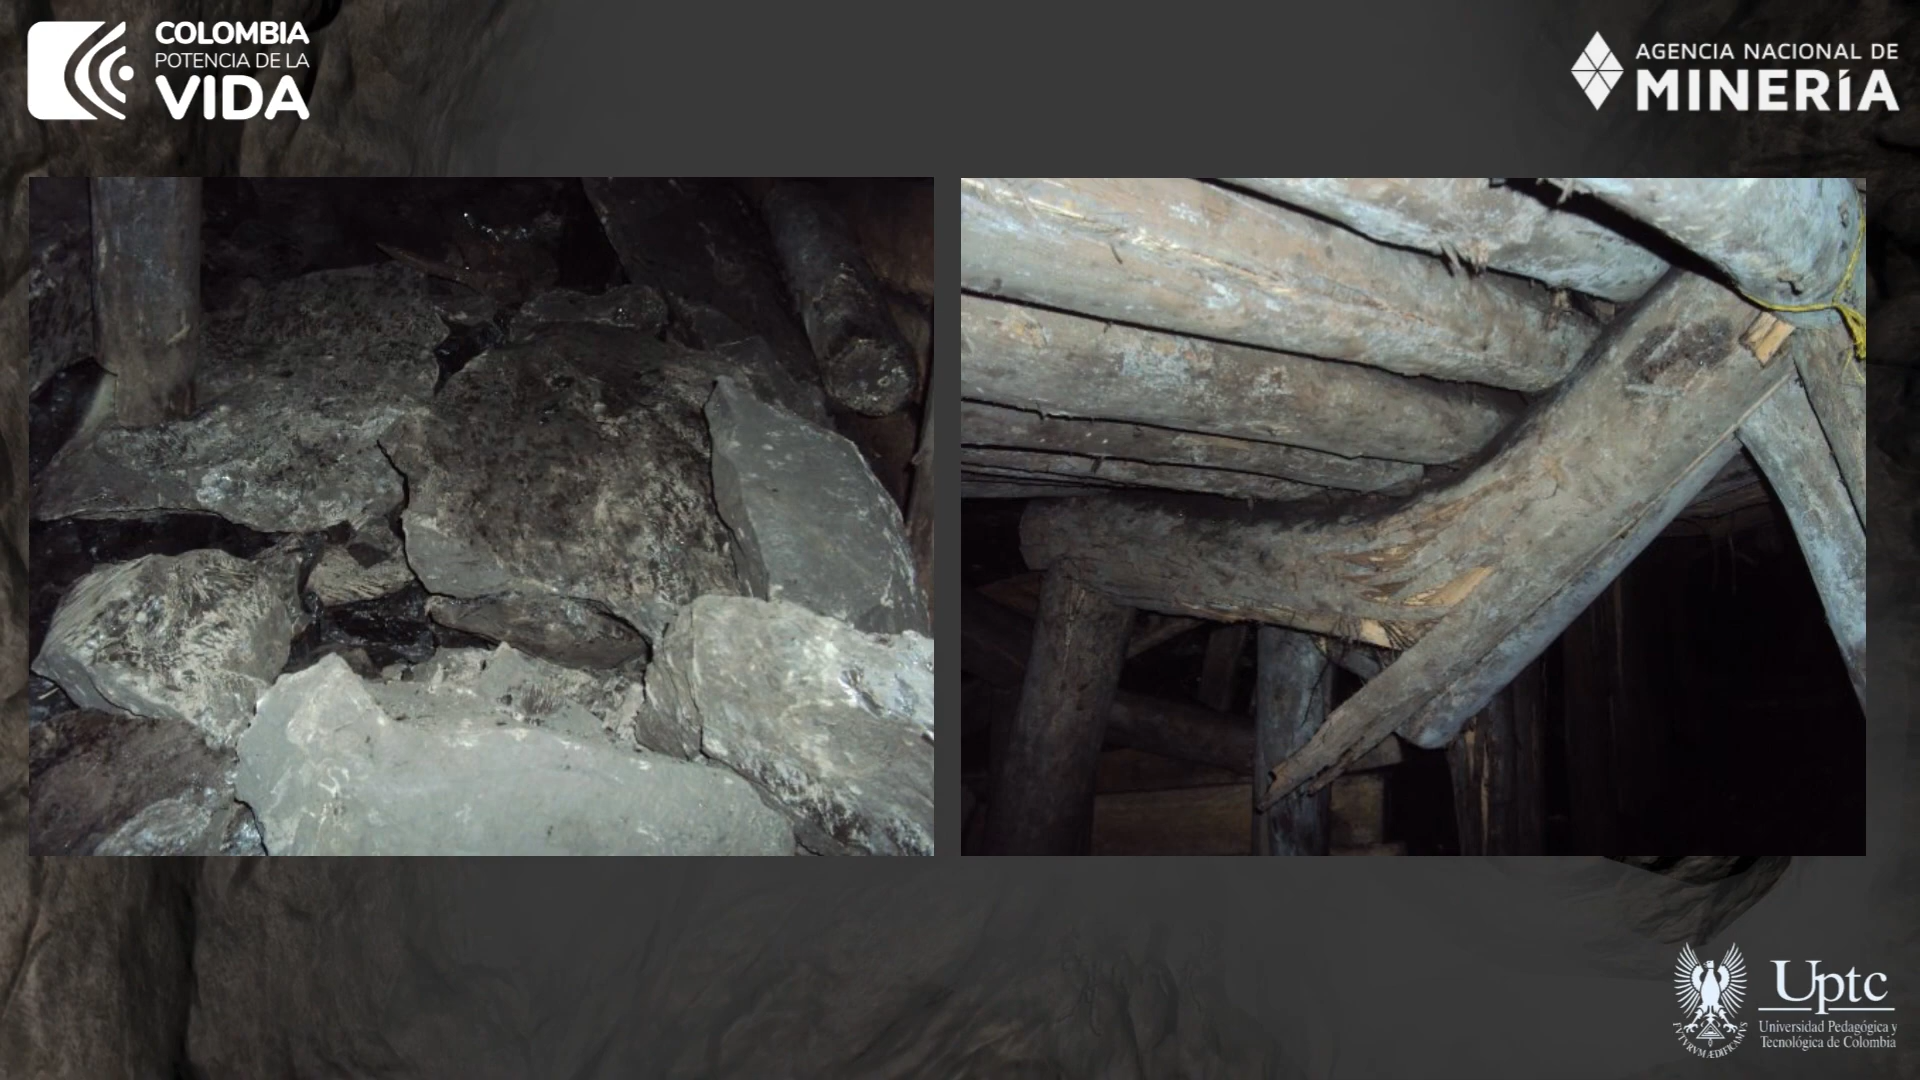 COLOMBIA
POTENCIA DE LA
VIDA
AGENCIA NACIONAL DE
MINERÍA
Uptc
Universidad Pedagógica y
Tecnológica de Colombia